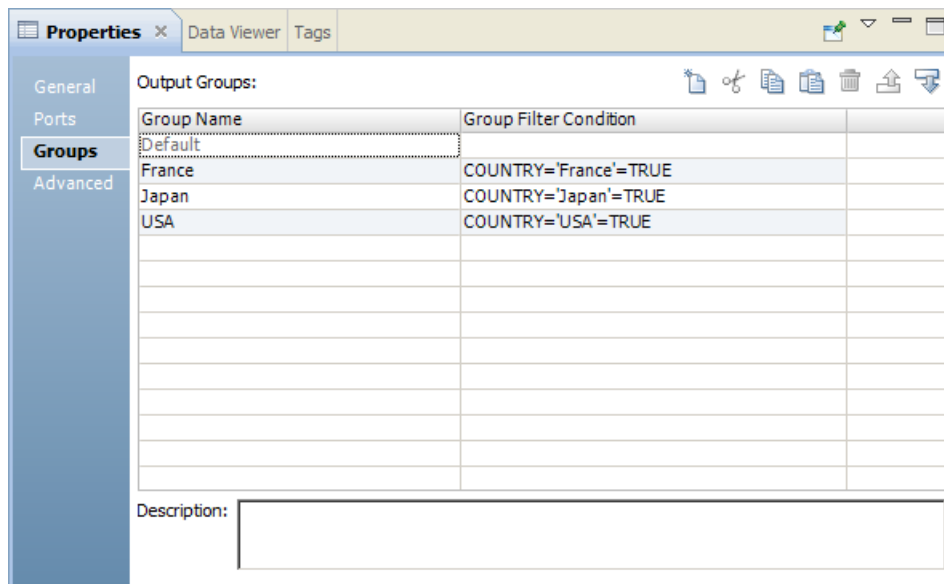 Properties Data Viewer Tags
General
Ports
Groups
Advanced
Output Groups:
Group Name Group Filter Condition
Default
France COUNTRY='France'=TRUE
Japan COUNTRY='Japan'=TRUE
USA COUNTRY='USA'=TRUE
Description: